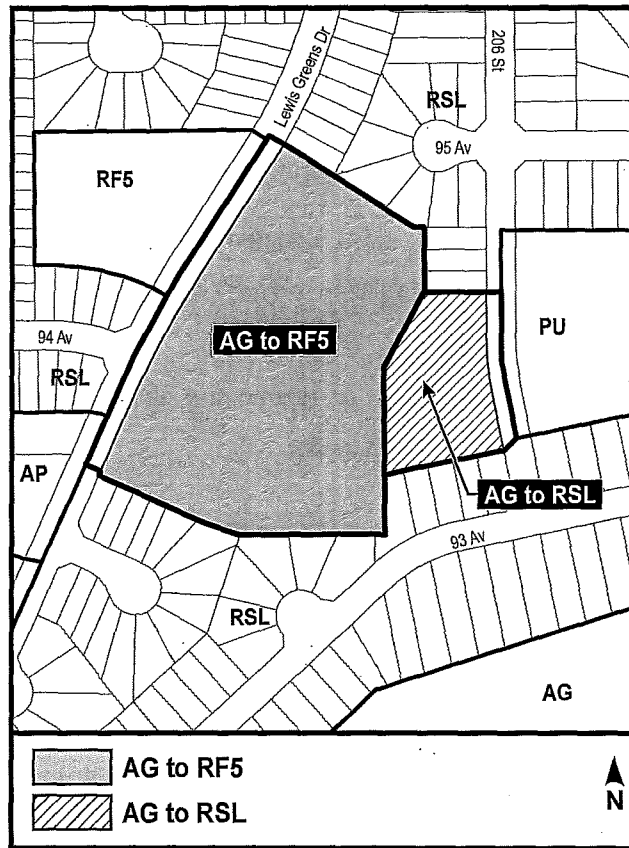 Lewis Greens Dr
206 St
RSL
95 Av
RF5
AG to RF5
PU
94 Av
RSL
AP
AG to RSL
93 Av
RSL
AG
AG to RF5
AG to RSL
N